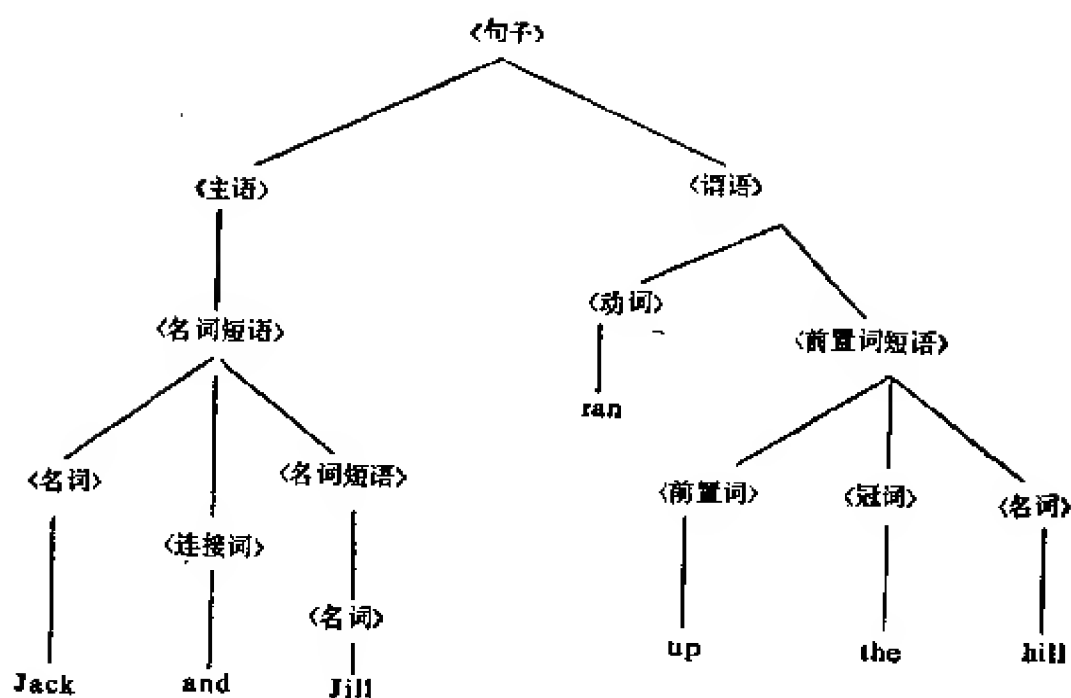 〈句子〉
〈主语〉 〈谓语〉
〈动词〉
〈名词短语〉 〈前置词短语〉
ran
〈名词〉 〈名词短语〉 〈前置词〉 〈冠词〉 〈名词〉
〈连接词〉
〈名词〉
up the hill
Jack and Jill